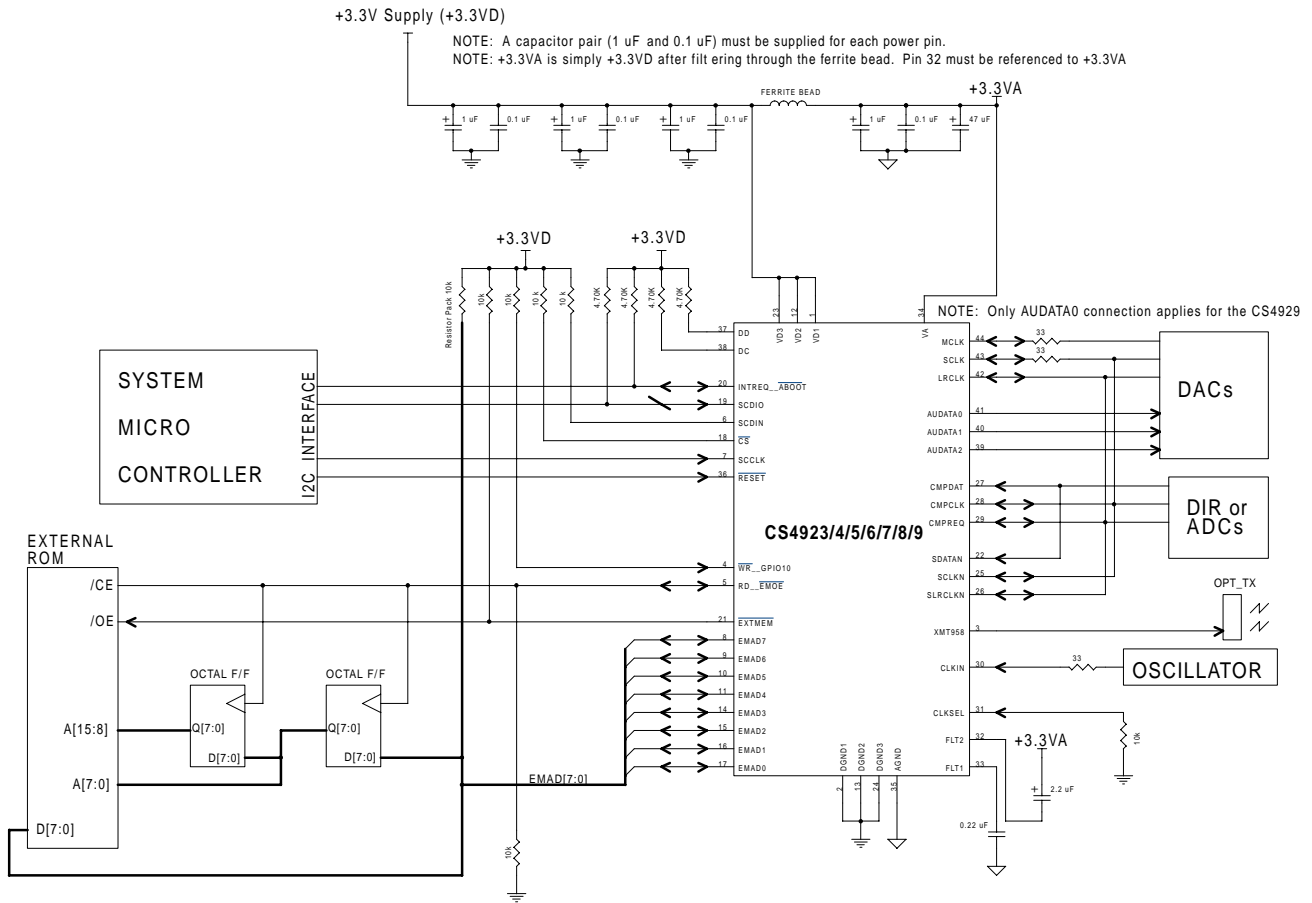 +3.3V Supply (+3.3VD)
NOTE: A capacitor pair (1 uF and 0.1 uF) must be supplied for each power pin.
NOTE: +3.3VA is simply +3.3VD after filt ering through the ferrite bead. Pin 32 must be referenced to +3.3VA
FERRITE BEAD
+3.3VA
+ 1 uF
0.1 uF
+ 1 uF
0.1 uF
+ 1 uF
0.1 uF
+ 1 uF
0.1 uF
+ 47 uF
+3.3VD
+3.3VD
Resistor Pack 10k
10k
10k
10k
10k
4.70K
4.70K
4.70K
4.70K
23
12
1
34
VD3
VD2
VD1
VA
NOTE: Only AUDATA0 connection applies for the CS4929
SYSTEM
MICRO
CONTROLLER
I2C INTERFACE
37 DD
38 DC
20 INTREQ__ABOOT
19 SCDIO
6 SCDIN
18 CS
7 SCCLK
36 RESET
4 WR__GPIO10
5 RD__EMOE
21 EXTMEM
8 EMAD7
9 EMAD6
10 EMAD5
11 EMAD4
14 EMAD3
15 EMAD2
16 EMAD1
17 EMAD0
CS4923/4/5/6/7/8/9
MCLK 44 33
SCLK 43 33
LRCLK 42
AUDATA0 41
AUDATA1 40
AUDATA2 39
CMPDAT 27
CMPCLK 28
CMPREQ 29
SDATAN 22
SCLKN 25
SLRCLKN 26
XMT958 3
CLKIN 30 33
CLKSEL 31
FLT2 32
FLT1 33
DACs
DIR or
ADCs
OPT_TX
OSCILLATOR
10k
+3.3VA
+ 2.2 uF
0.22 uF
DGND1
DGND2
DGND3
AGND
2
13
24
35
EXTERNAL
ROM
/CE
/OE
A[15:8]
A[7:0]
D[7:0]
OCTAL F/F
Q[7:0]
D[7:0]
OCTAL F/F
Q[7:0]
D[7:0]
EMAD[7:0]
10k